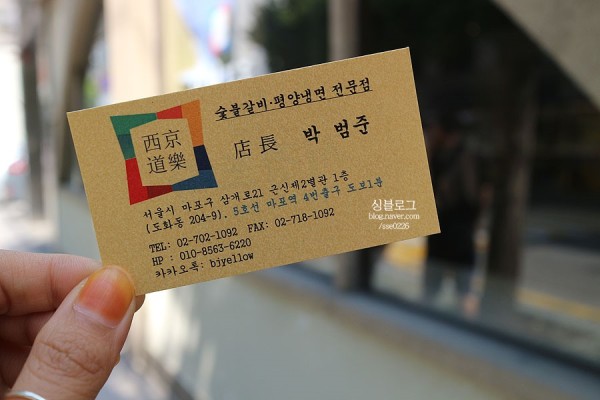 숯불갈비·평양냉면 전문점
西京
道樂
店長 박범준
서울시 마포구 삼개로21 근신제2별관 1층
(도화동 204-9), 5호선 마포역 4번출구 도보1분
TEL: 02-702-1092 FAX: 02-718-1092
HP : 010-8563-6220
카카오톡: bjyellow
싱블로그
blog.naver.com
/sse0226